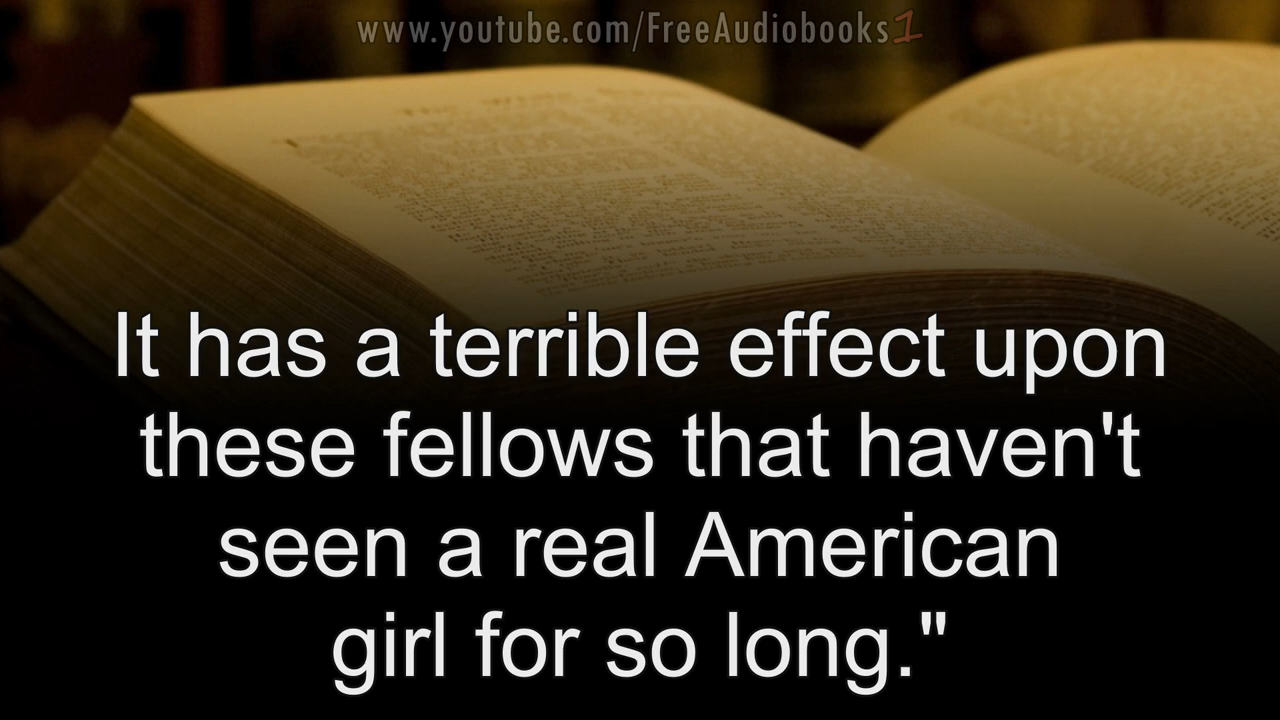 www.youtube.com/FreeAudiobooks1
It has a terrible effect upon
these fellows that haven't
seen a real American
girl for so long."